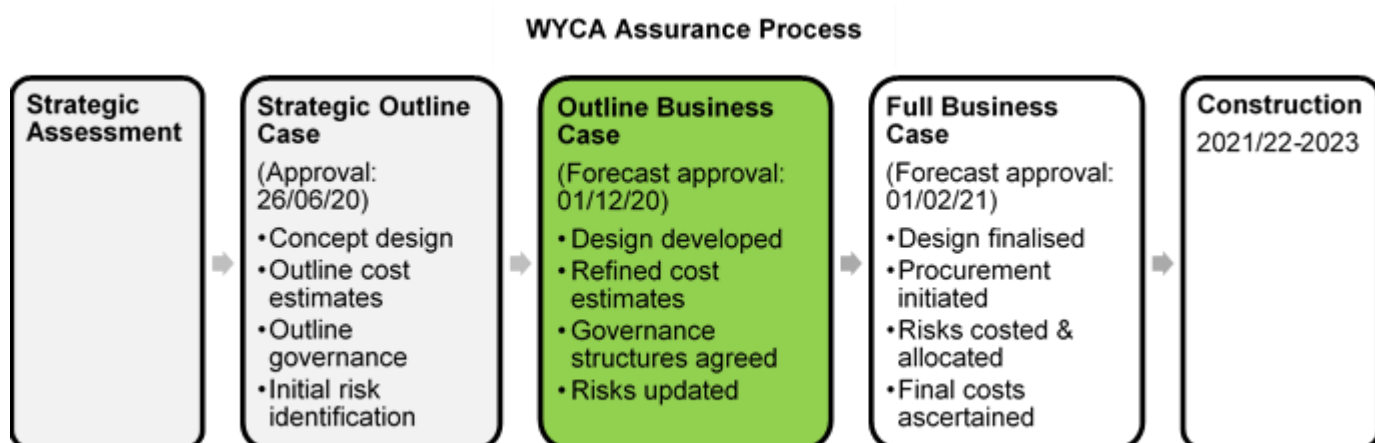 WYCA Assurance Process
Strategic
Assessment
Strategic Outline
Case
(Approval:
26/06/20)
•Concept design
•Outline cost
estimates
•Outline
governance
•Initial risk
identification
Outline Business
Case
(Forecast approval:
01/12/20)
•Design developed
•Refined cost
estimates
•Governance
structures agreed
•Risks updated
Full Business
Case
(Forecast approval:
01/02/21)
•Design finalised
•Procurement
initiated
•Risks costed &
allocated
•Final costs
ascertained
Construction
2021/22-2023